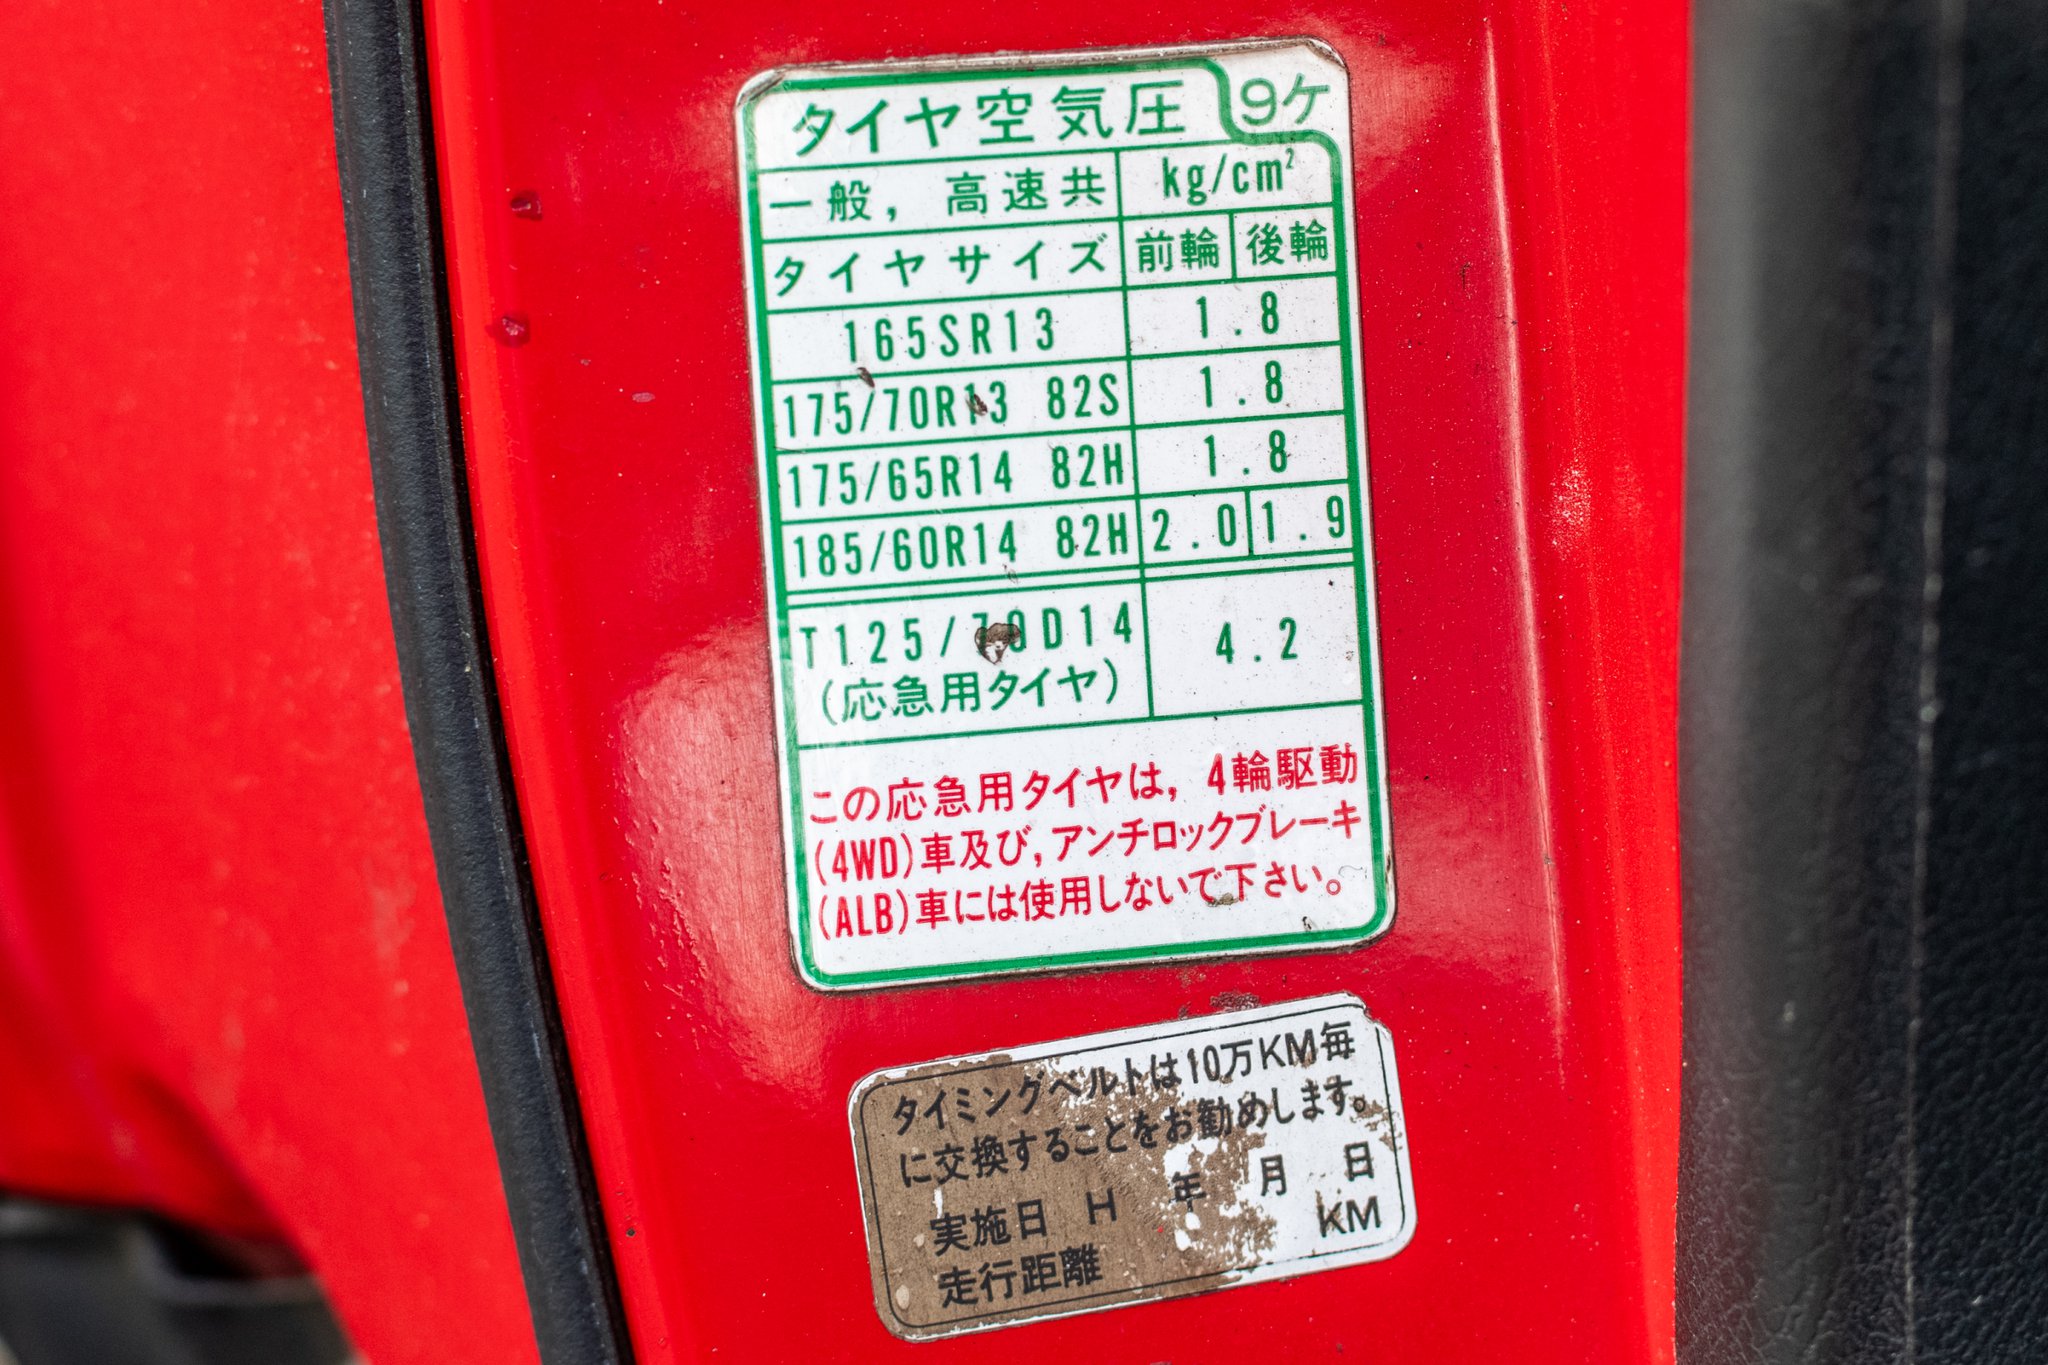 タイヤ空気圧 9ケ
一般, 高速共 kg/cm²
タイヤサイズ 前輪 後輪
165SR13 1.8
175/70R13 82S 1.8
175/65R14 82H 1.8
185/60R14 82H 2.0 1.9
T125/70D14 4.2
(応急用タイヤ)
この応急用タイヤは, 4輪駆動
(4WD)車及び, アンチロックブレーキ
(ALB)車には使用しないで下さい。
タイミングベルトは10万KM毎
に交換することをお勧めします。
実施日 H 年 月 日
走行距離 KM